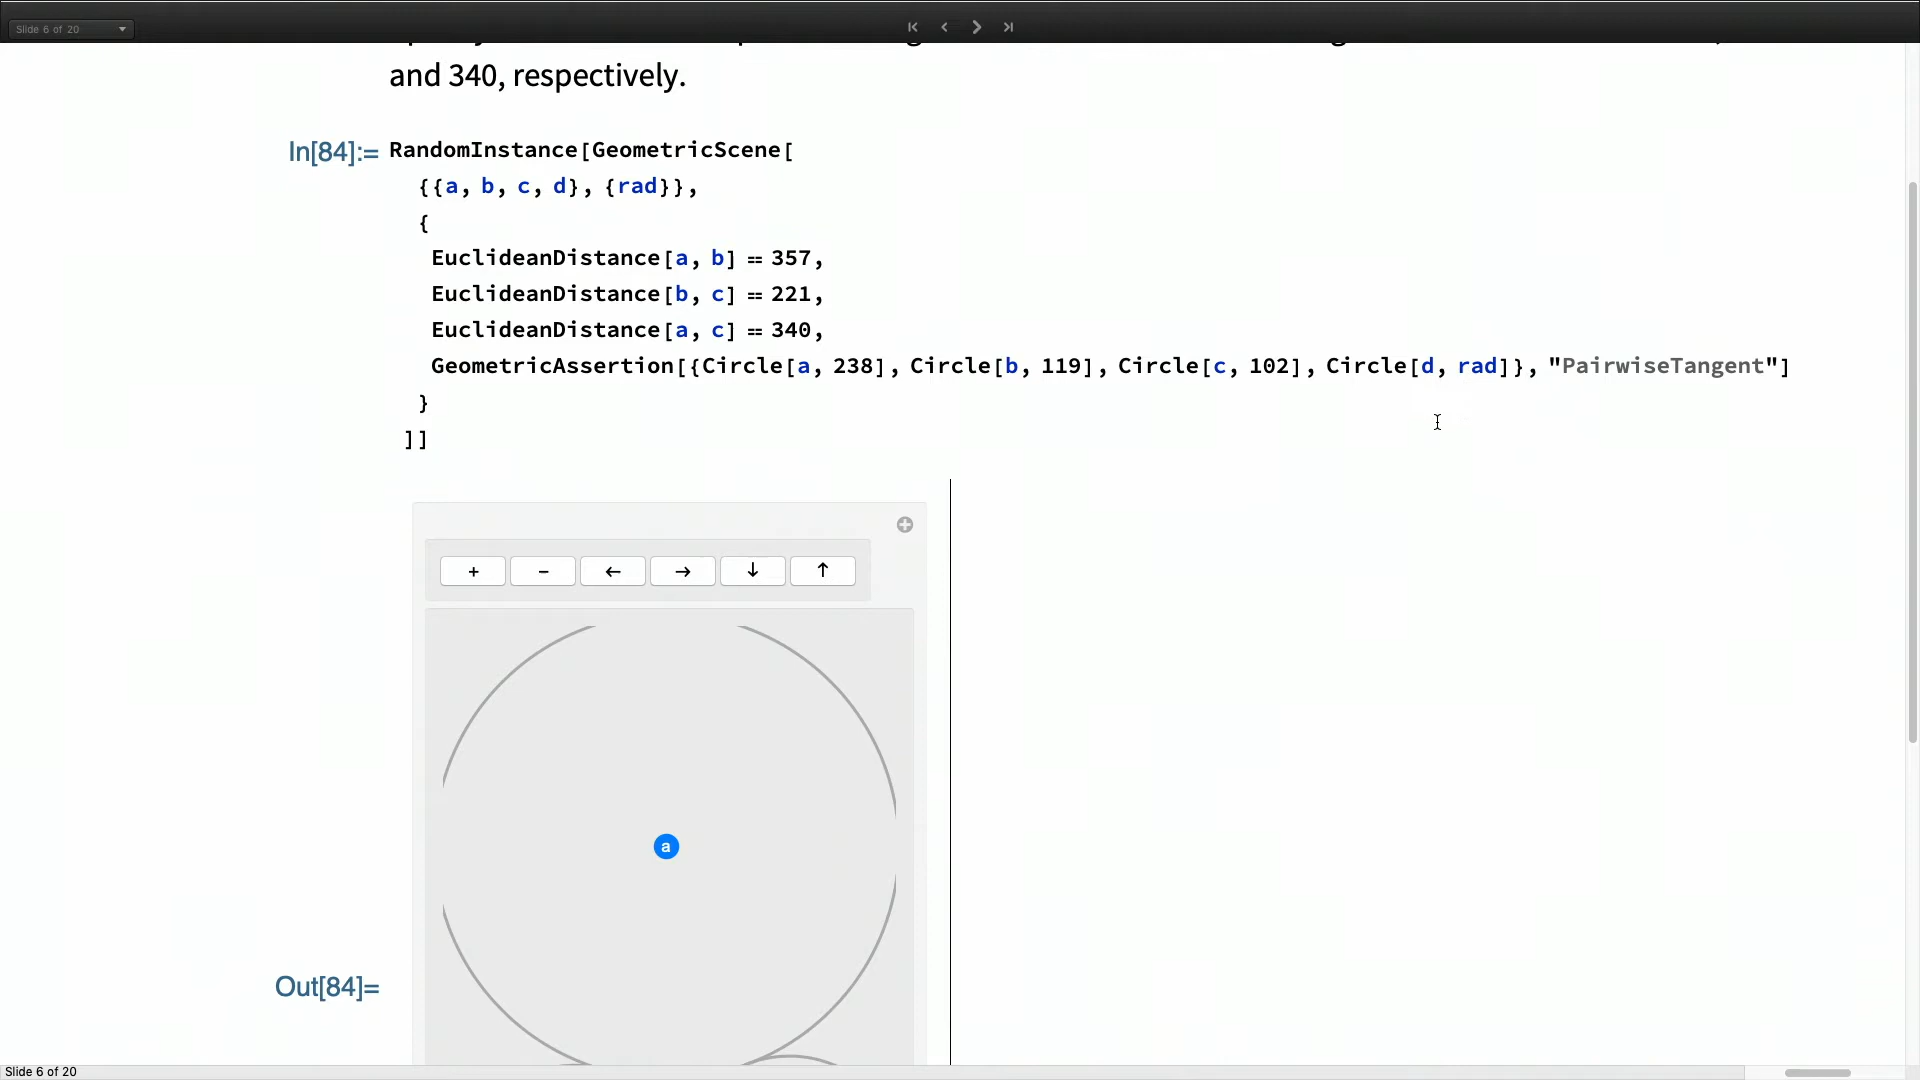 Slide 6 of 20
and 340, respectively.
In[84]:= RandomInstance[GeometricScene[
{{a, b, c, d}, {rad}},
{
EuclideanDistance[a, b] == 357,
EuclideanDistance[b, c] == 221,
EuclideanDistance[a, c] == 340,
GeometricAssertion[{Circle[a, 238], Circle[b, 119], Circle[c, 102], Circle[d, rad]}, "PairwiseTangent"]
}
]]
+ − ← → ↓ ↑
a
Out[84]=
Slide 6 of 20